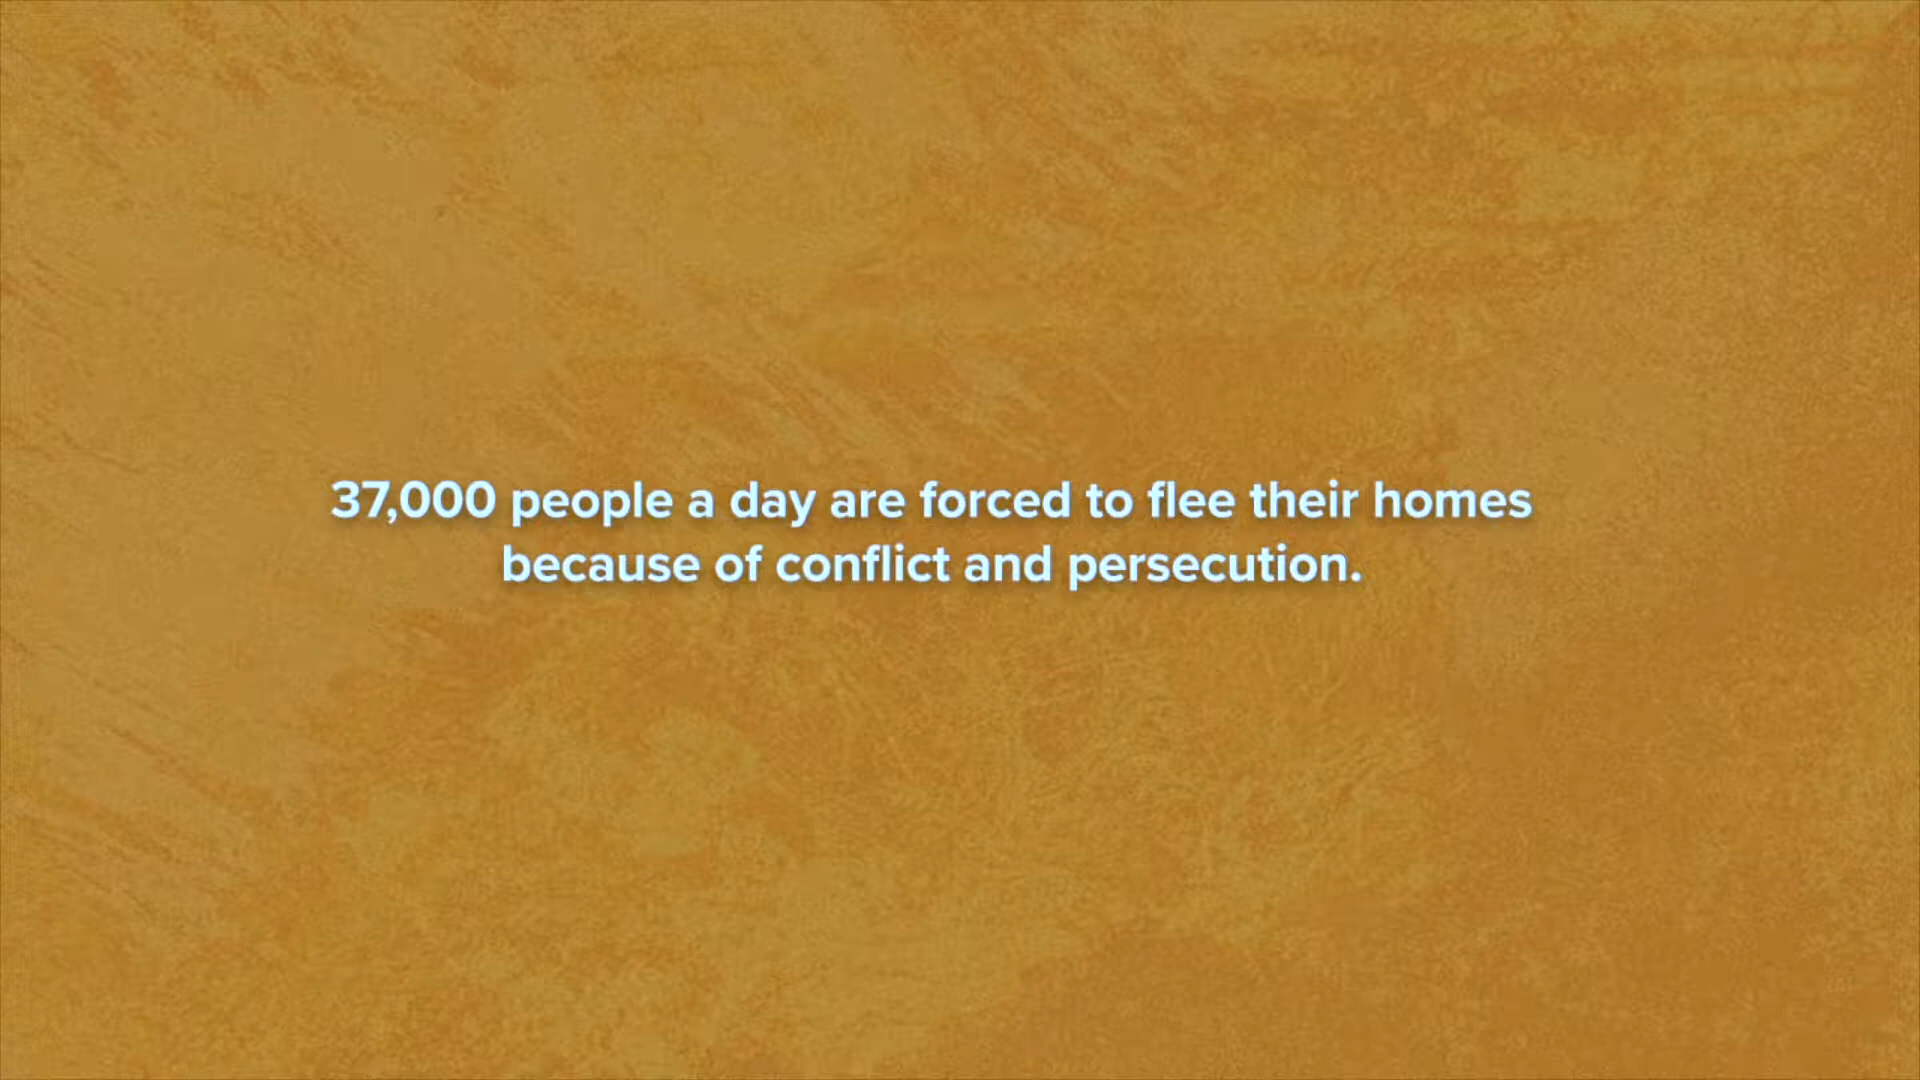 37,000 people a day are forced to flee their homes
because of conflict and persecution.